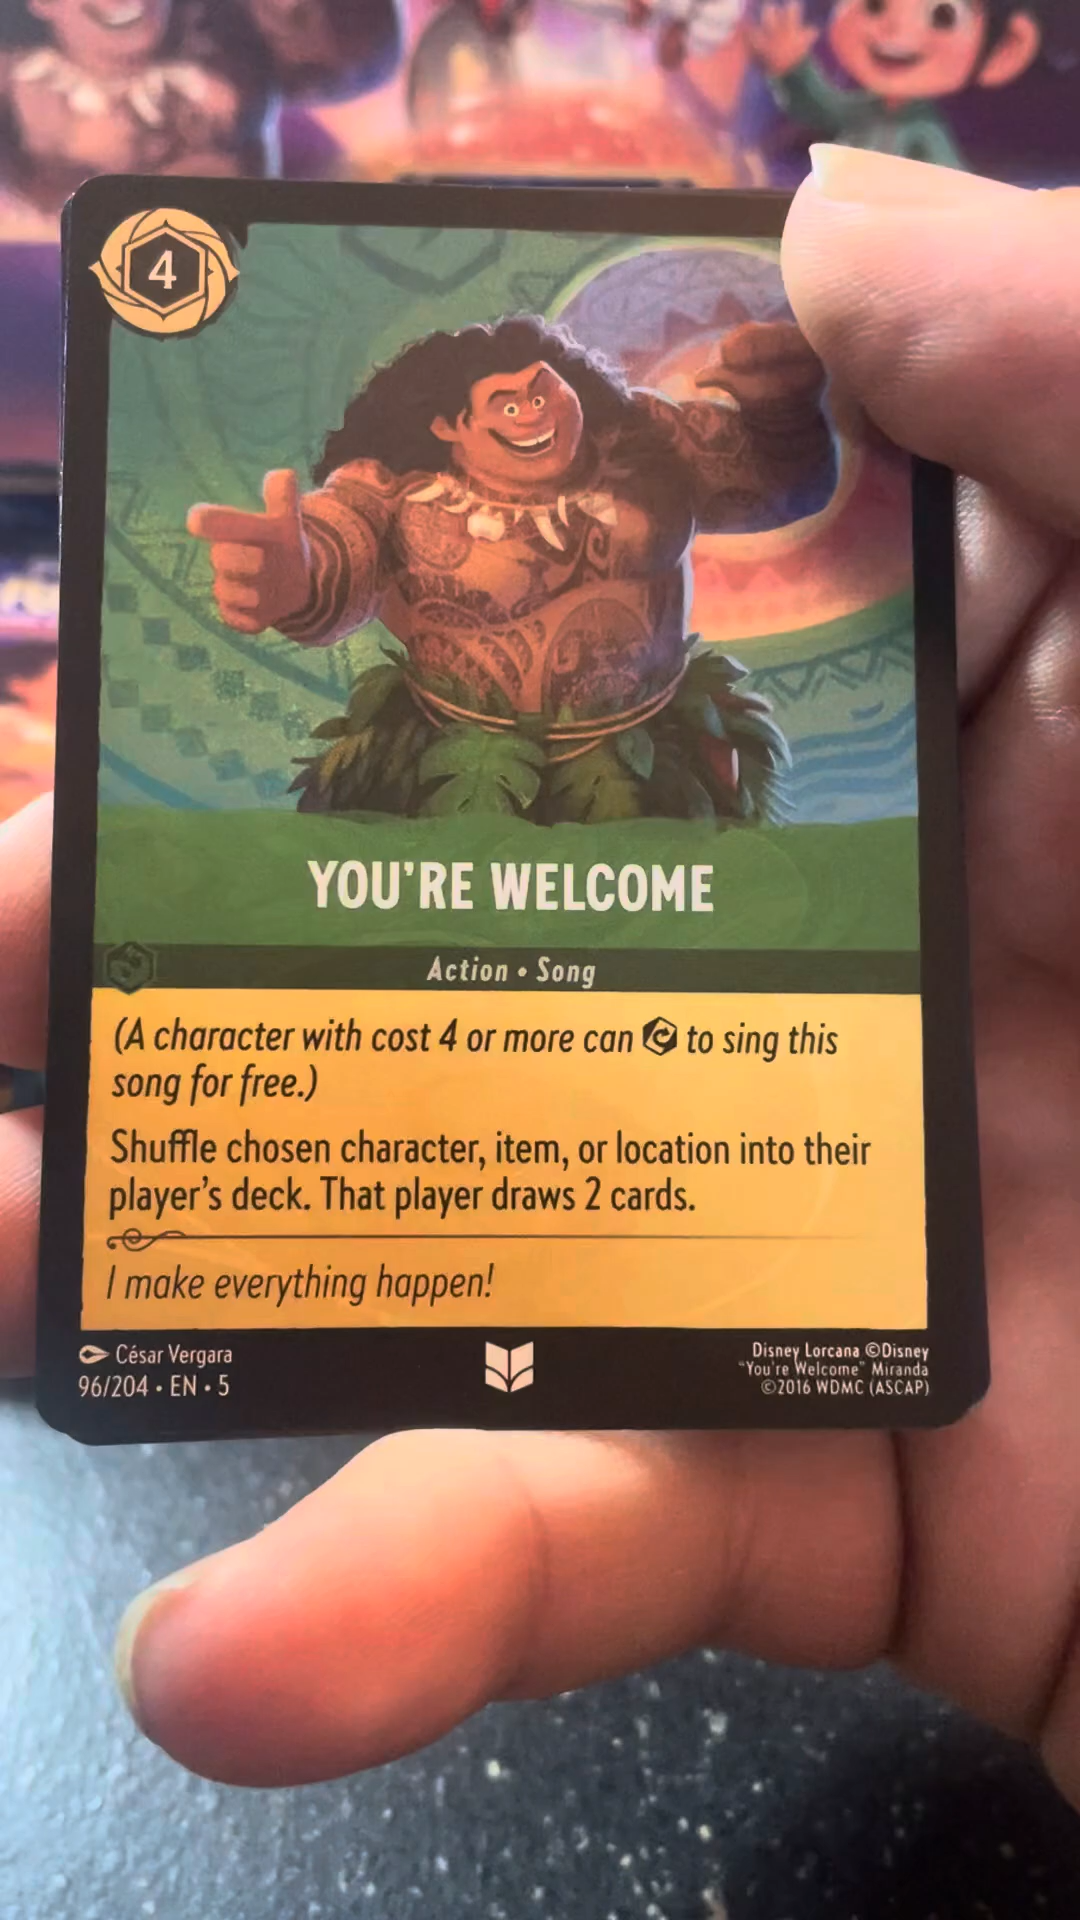 4
YOU'RE WELCOME
Action • Song
(A character with cost 4 or more can to sing this
song for free.)
Shuffle chosen character, item, or location into their
player's deck. That player draws 2 cards.
I make everything happen!
César Vergara
96/204 • EN • 5
Disney Lorcana ©Disney
"You're Welcome" Miranda
©2016 WDMC (ASCAP)